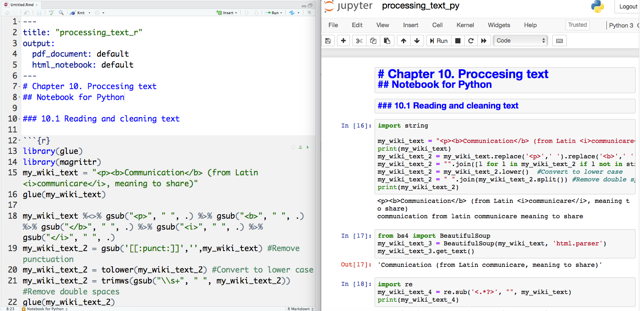 Untitled.Rmd
Knit
Insert
Run
1 ---
2 title: "processing_text_r"
3 output:
4 pdf_document: default
5 html_notebook: default
6 ---
7 # Chapter 10. Proccesing text
8 ## Notebook for Python
9
10 ### 10.1 Reading and cleaning text
11
12 ```{r}
13 library(glue)
14 library(magrittr)
15 my_wiki_text = "<p><b>Communication</b> (from Latin
<i>communicare</i>, meaning to share)"
16 glue(my_wiki_text)
17
18 my_wiki_text %<>% gsub("<p>", " ", .) %>% gsub("<b>", " ", .)
%>% gsub("</b>", " ", .) %>% gsub("<i>", " ", .) %>%
gsub("</i>", " ", .)
19 my_wiki_text_2 = gsub('[[:punct:]]','',my_wiki_text) #Remove
punctuation
20 my_wiki_text_2 = tolower(my_wiki_text_2) #Convert to lower case
21 my_wiki_text_2 = trimws(gsub("\\s+", " ", my_wiki_text_2))
#Remove double spaces
22 glue(my_wiki_text_2)
6:23 Notebook for Python R Markdown
jupyter processing_text_py
Logout
File Edit View Insert Cell Kernel Widgets Help Trusted Python 3
Run Code
# Chapter 10. Proccesing text
## Notebook for Python
### 10.1 Reading and cleaning text
In [16]: import string
my_wiki_text = "<p><b>Communication</b> (from Latin <i>communicare
print(my_wiki_text)
my_wiki_text_2 = my_wiki_text.replace('<p>',' ').replace('<b>',' '
my_wiki_text_2 = "".join([l for l in my_wiki_text_2 if l not in st
my_wiki_text_2 = my_wiki_text_2.lower() #Convert to lower case
my_wiki_text_2 = " ".join(my_wiki_text_2.split()) #Remove double sp
print(my_wiki_text_2)
<p><b>Communication</b> (from Latin <i>communicare</i>, meaning t
o share)
communication from latin communicare meaning to share
In [17]: from bs4 import BeautifulSoup
my_wiki_text_3 = BeautifulSoup(my_wiki_text, 'html.parser')
my_wiki_text_3.get_text()
Out[17]: 'Communication (from Latin communicare, meaning to share)'
In [18]: import re
my_wiki_text_4 = re.sub('<.*?>', "", my_wiki_text)
print(my_wiki_text_4)